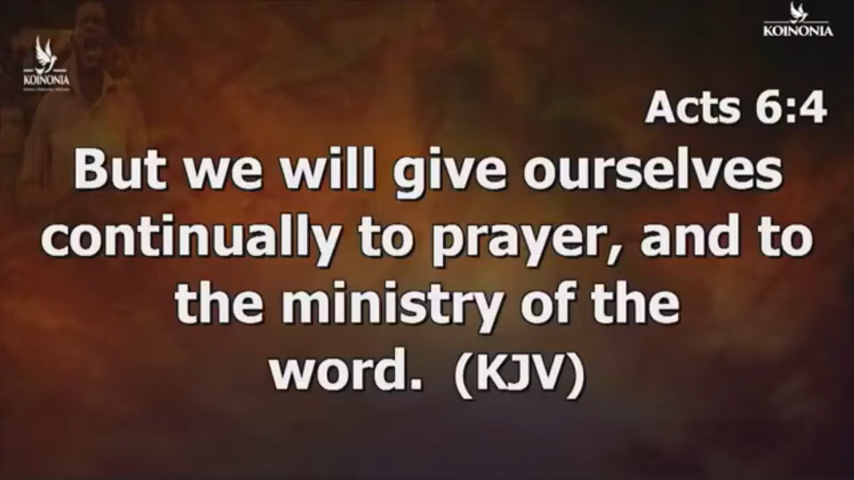 KOINONIA
KOINONIA
Acts 6:4
But we will give ourselves
continually to prayer, and to
the ministry of the
word. (KJV)